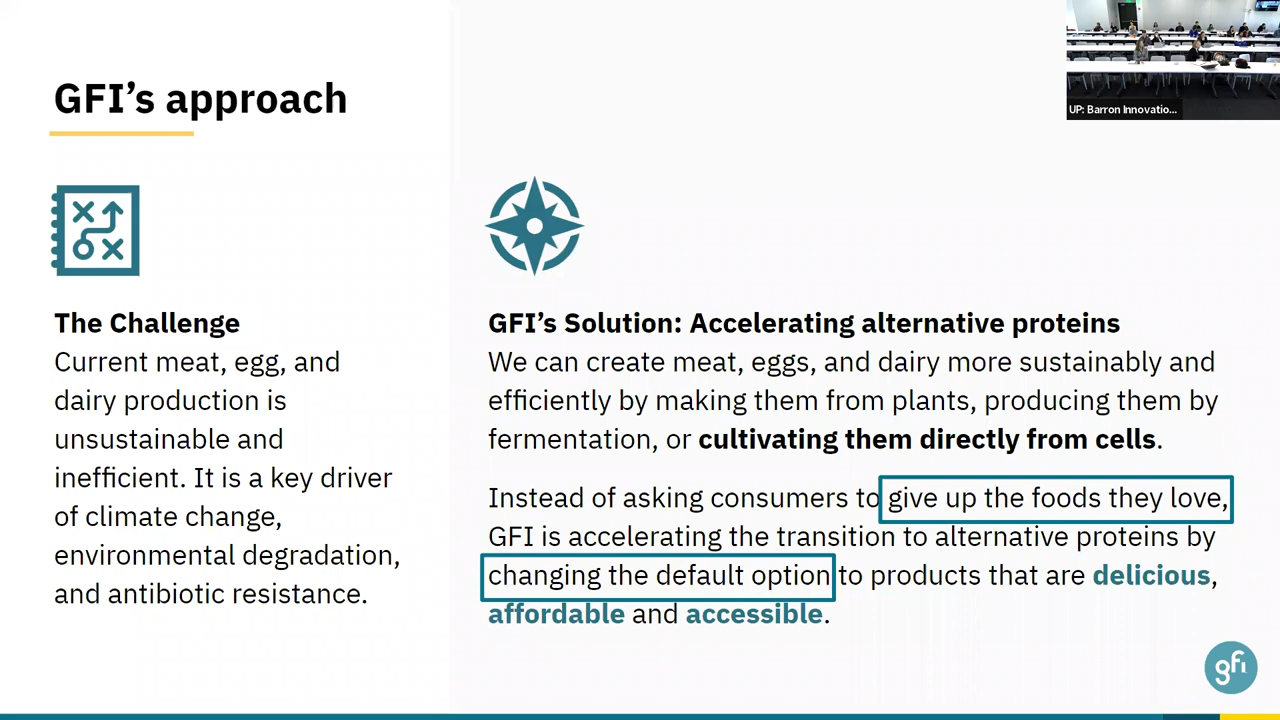 GFI’s approach
UP: Barron Innovatio...
The Challenge
Current meat, egg, and
dairy production is
unsustainable and
inefficient. It is a key driver
of climate change,
environmental degradation,
and antibiotic resistance.
GFI’s Solution: Accelerating alternative proteins
We can create meat, eggs, and dairy more sustainably and
efficiently by making them from plants, producing them by
fermentation, or cultivating them directly from cells.
Instead of asking consumers to give up the foods they love,
GFI is accelerating the transition to alternative proteins by
changing the default option to products that are delicious,
affordable and accessible.
gfi